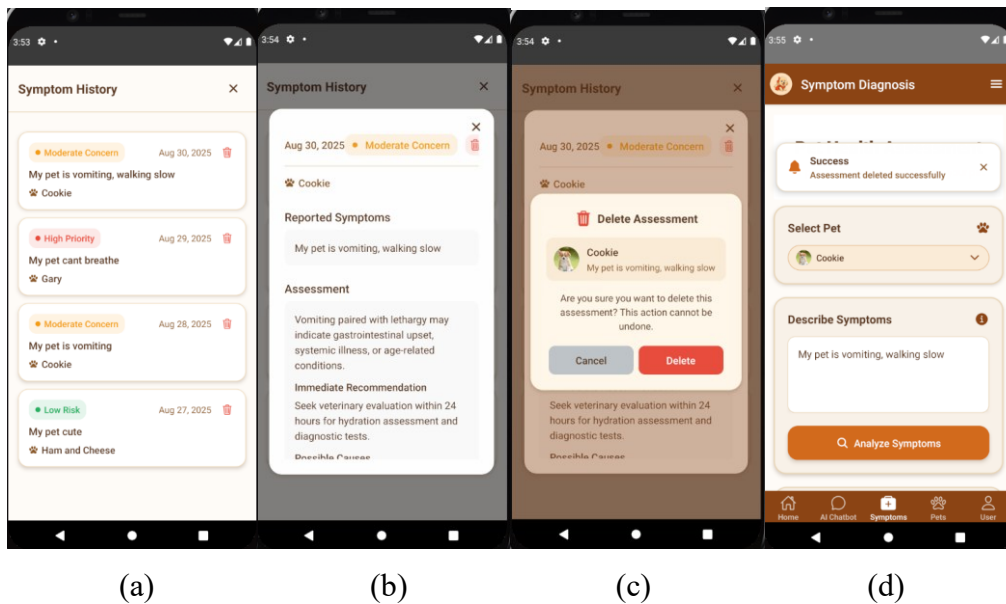 3:53
Symptom History
Moderate Concern
Aug 30, 2025
My pet is vomiting, walking slow
Cookie
High Priority
Aug 29, 2025
My pet cant breathe
Gary
Moderate Concern
Aug 28, 2025
My pet is vomiting
Cookie
Low Risk
Aug 27, 2025
My pet cute
Ham and Cheese
(a)
3:54
Symptom History
Aug 30, 2025
Moderate Concern
Cookie
Reported Symptoms
My pet is vomiting, walking slow
Assessment
Vomiting paired with lethargy may
indicate gastrointestinal upset,
systemic illness, or age-related
conditions.
Immediate Recommendation
Seek veterinary evaluation within 24
hours for hydration assessment and
diagnostic tests.
Possible Causes
(b)
3:54
Symptom History
Aug 30, 2025
Moderate Concern
Cookie
Delete Assessment
Cookie
My pet is vomiting, walking slow
Are you sure you want to delete this
assessment? This action cannot be
undone.
Cancel
Delete
Seek veterinary evaluation within 24
hours for hydration assessment and
diagnostic tests.
Possible Causes
(c)
3:55
Symptom Diagnosis
Success
Assessment deleted successfully
Select Pet
Cookie
Describe Symptoms
My pet is vomiting, walking slow
Analyze Symptoms
Home
AI Chatbot
Symptoms
Pets
User
(d)